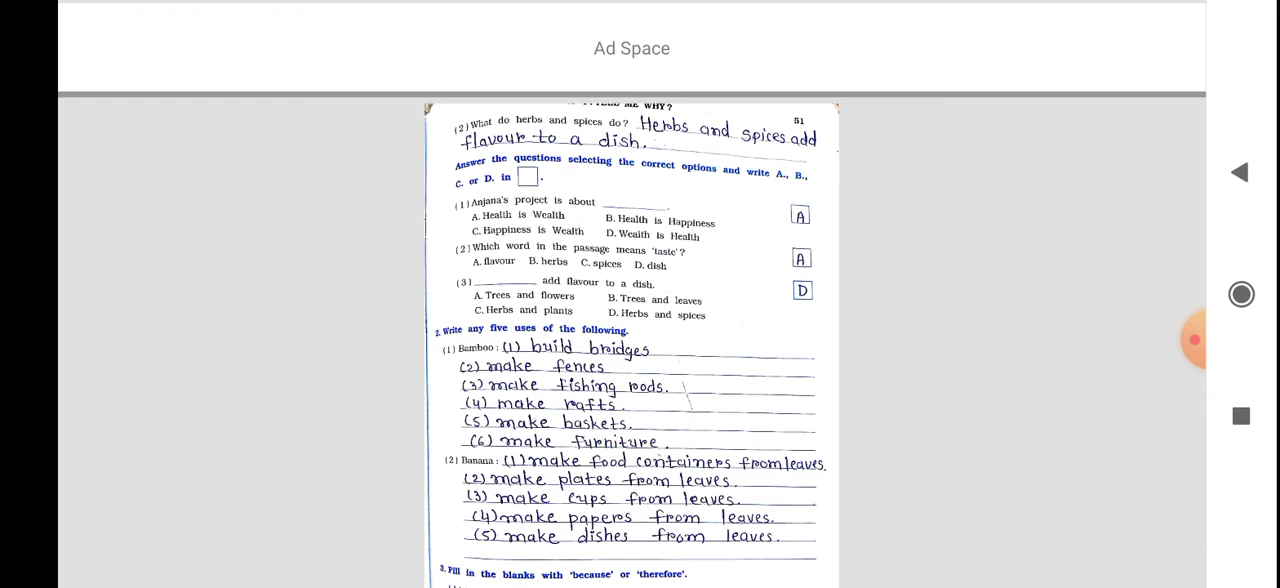 Ad Space
ME WHY?
51
(2) What do herbs and spices do? Herbs and spices add
flavour to a dish.
Answer the questions selecting the correct options and write A., B.,
C. or D. in
(1) Anjana's project is about ________.
A. Health is Wealth B. Health is Happiness
C. Happiness is Wealth D. Wealth is Health
A
(2) Which word in the passage means 'taste'?
A. flavour B. herbs C. spices D. dish
A
(3) ________ add flavour to a dish.
A. Trees and flowers B. Trees and leaves
C. Herbs and plants D. Herbs and spices
D
2. Write any five uses of the following.
(1) Bamboo : (1) build bridges
(2) make fences
(3) make fishing rods.
(4) make rafts.
(5) make baskets.
(6) make furniture.
(2) Banana : (1) make food containers from leaves.
(2) make plates from leaves.
(3) make cups from leaves.
(4) make papers from leaves.
(5) make dishes from leaves.
3. Fill in the blanks with 'because' or 'therefore'.